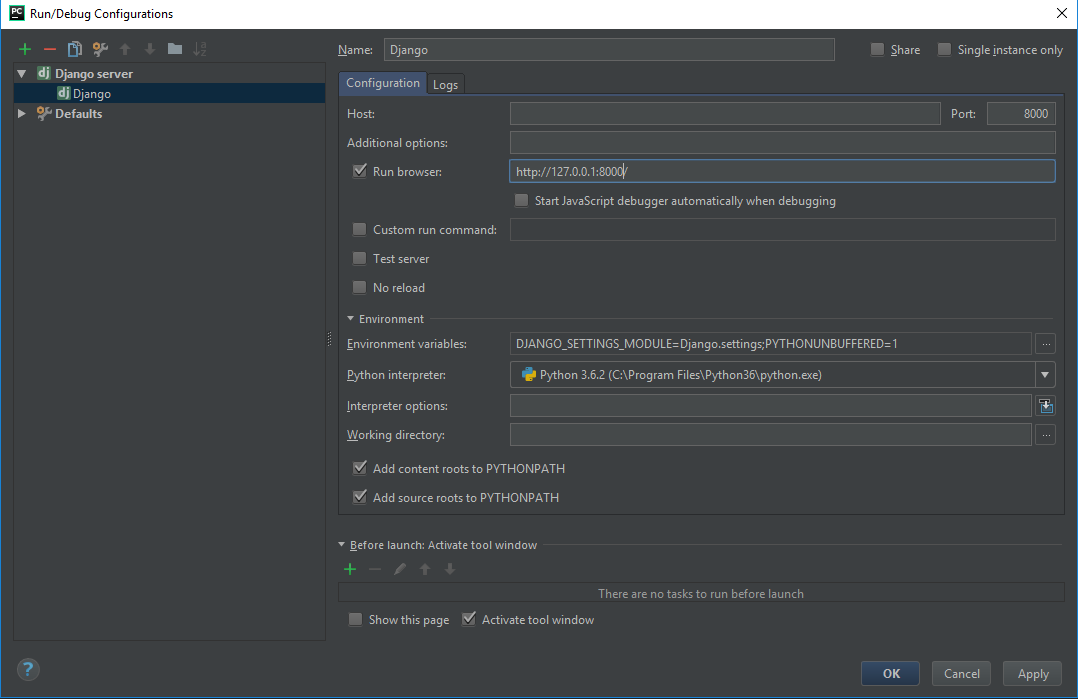 PC Run/Debug Configurations
Name: Django Share Single instance only
dj Django server
dj Django
Defaults
Configuration Logs
Host: Port: 8000
Additional options:
Run browser: http://127.0.0.1:8000/
Start JavaScript debugger automatically when debugging
Custom run command:
Test server
No reload
Environment
Environment variables: DJANGO_SETTINGS_MODULE=Django.settings;PYTHONUNBUFFERED=1 ...
Python interpreter: Python 3.6.2 (C:\Program Files\Python36\python.exe)
Interpreter options:
Working directory: ...
Add content roots to PYTHONPATH
Add source roots to PYTHONPATH
Before launch: Activate tool window
There are no tasks to run before launch
Show this page Activate tool window
? OK Cancel Apply